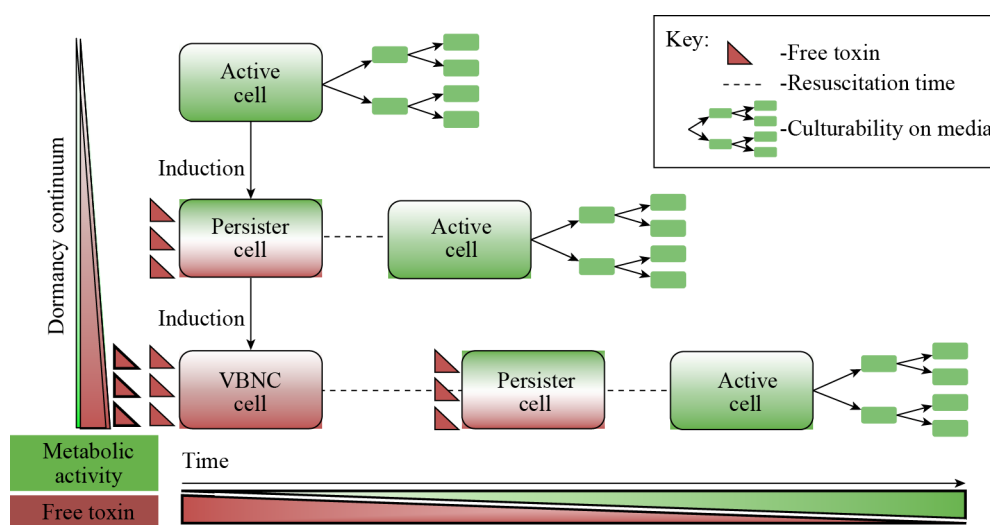 Active
cell
Key:
-Free toxin
-Resuscitation time
-Culturability on media
Induction
Dormancy continuum
Persister
cell
Active
cell
Induction
VBNC
cell
Persister
cell
Active
cell
Metabolic
activity
Time
Free toxin